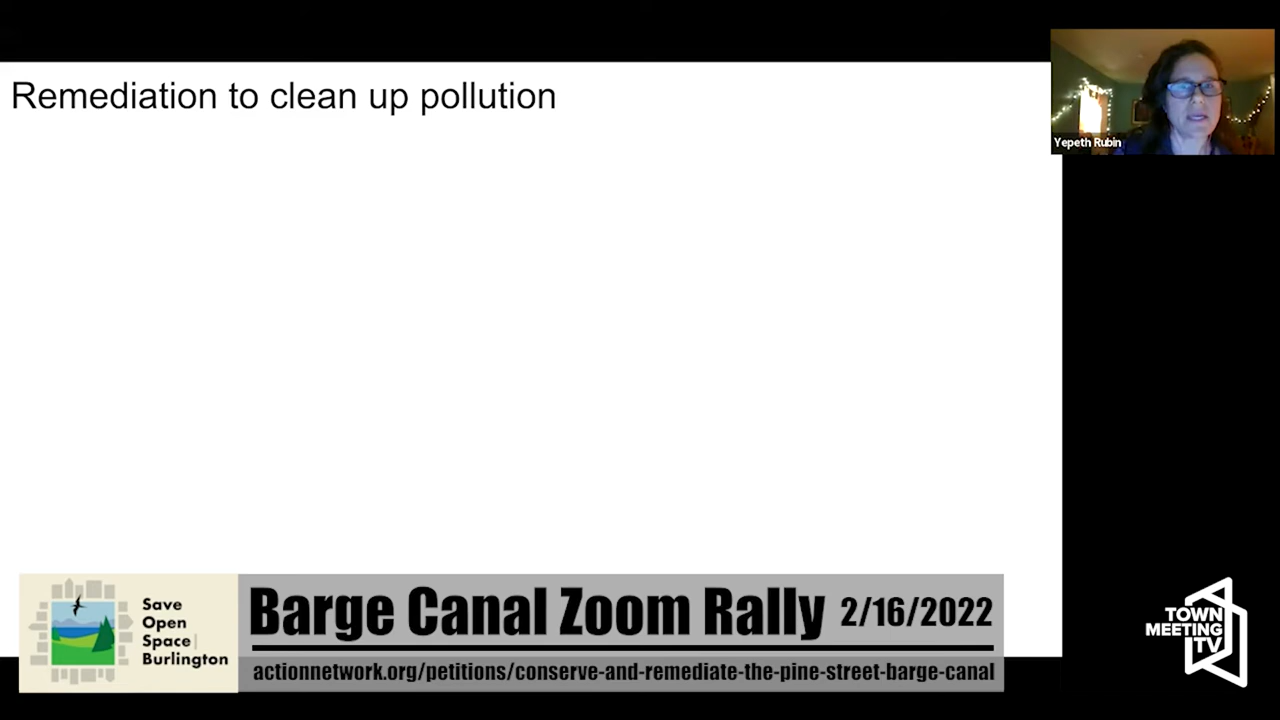 Remediation to clean up pollution
Yepeth Rubin
Save
Open
Space
Burlington
Barge Canal Zoom Rally 2/16/2022
actionnetwork.org/petitions/conserve-and-remediate-the-pine-street-barge-canal
TOWN
MEETING
TV